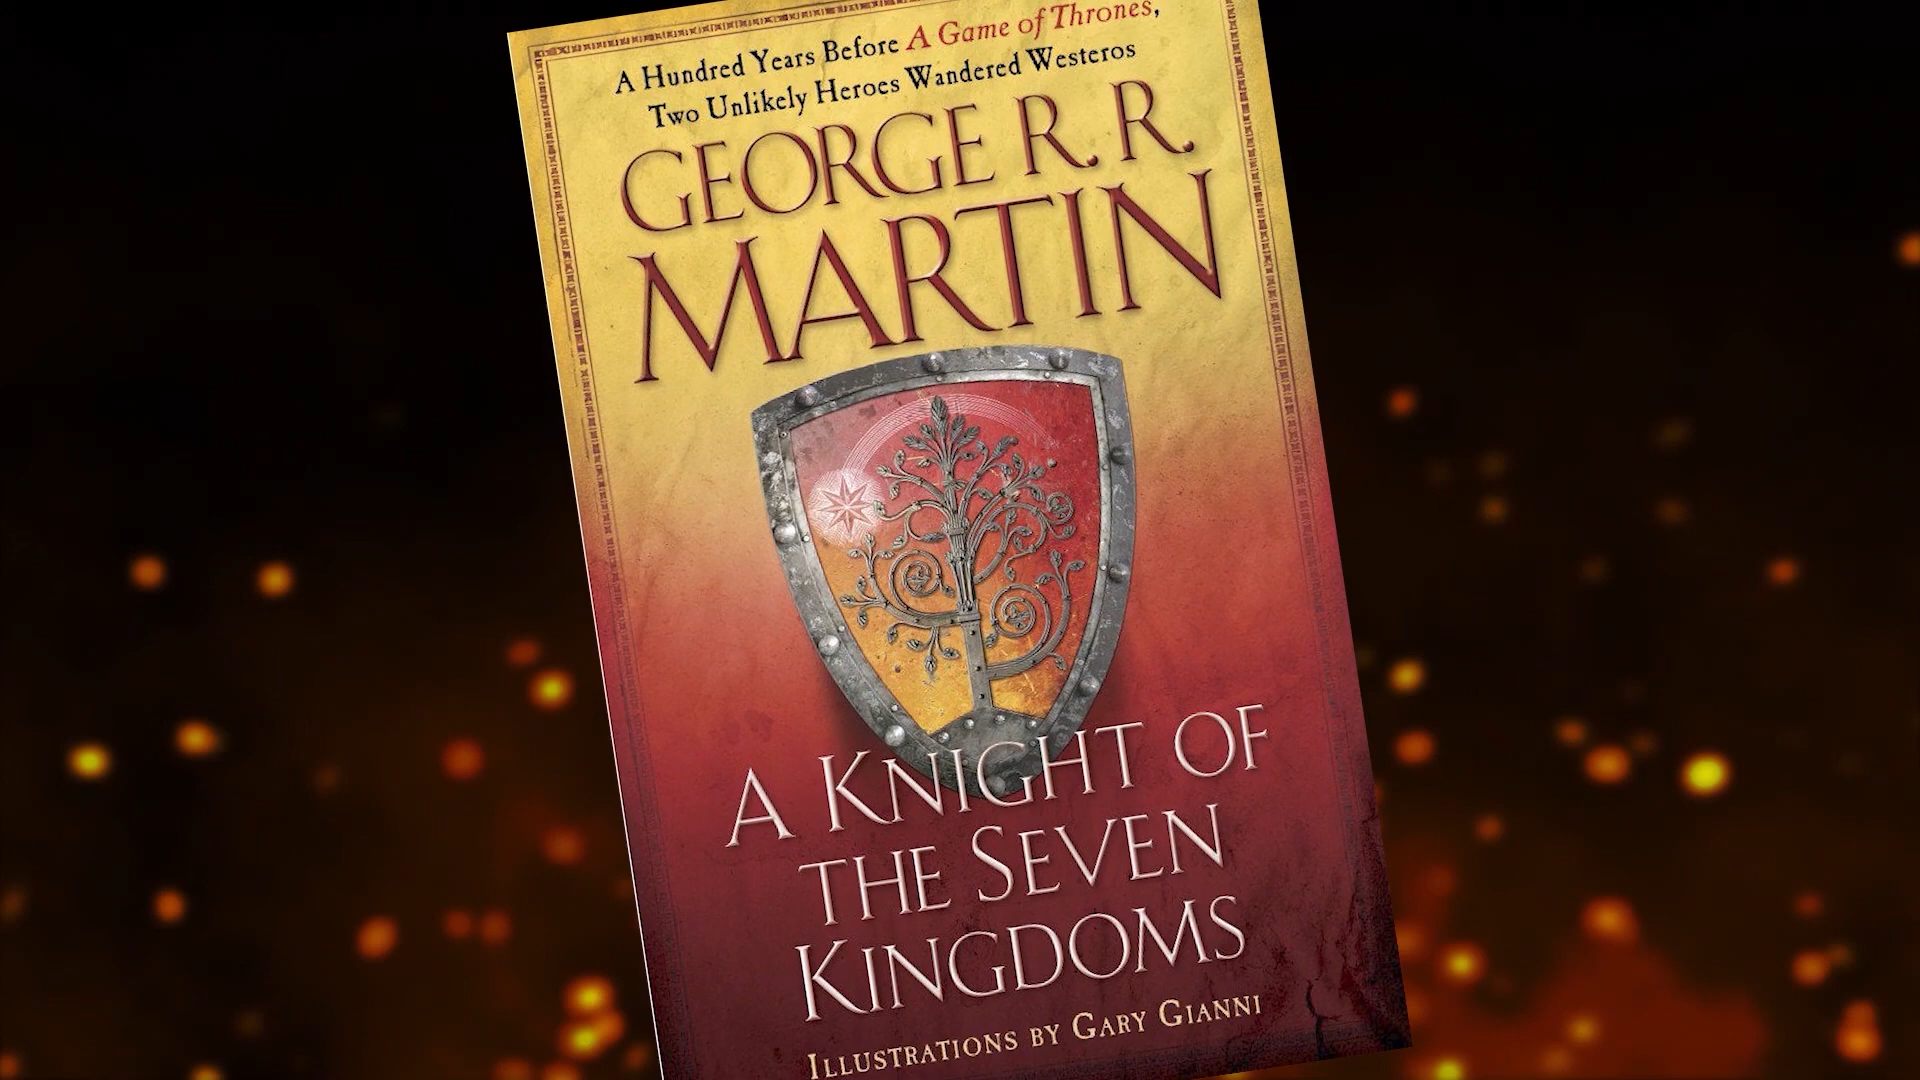 A Hundred Years Before A Game of Thrones,
Two Unlikely Heroes Wandered Westeros
GEORGE R. R.
MARTIN
A KNIGHT OF
THE SEVEN
KINGDOMS
ILLUSTRATIONS BY GARY GIANNI